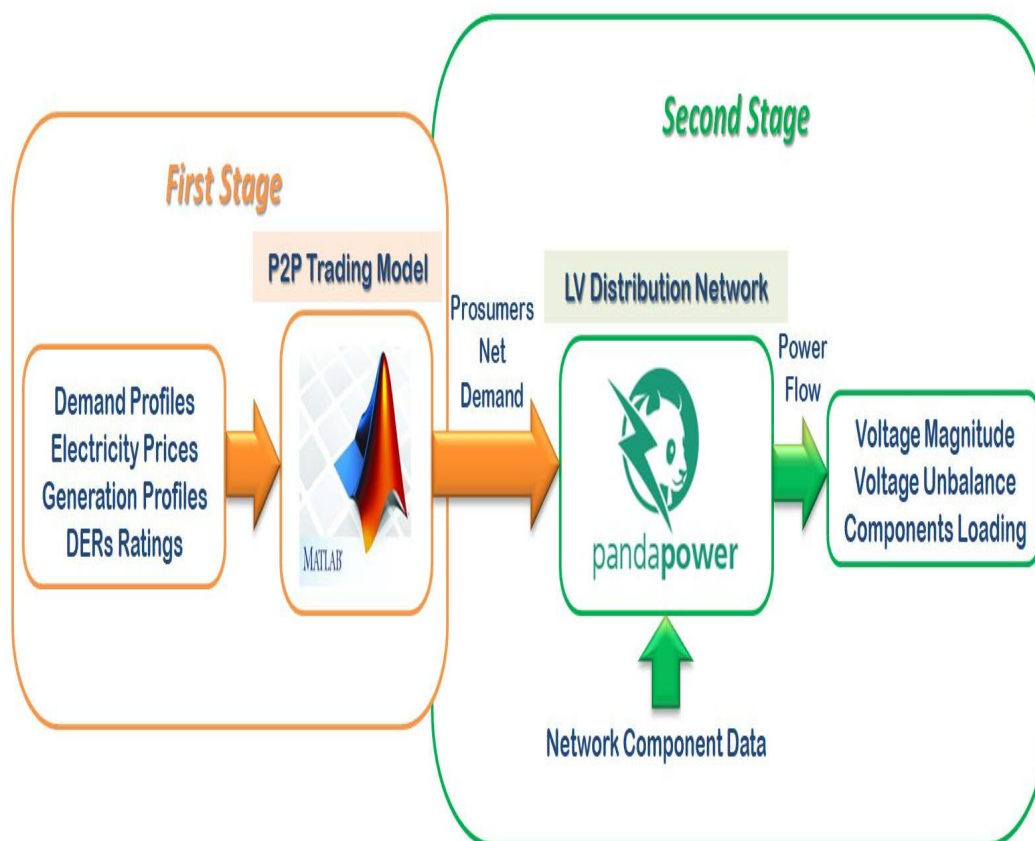 Second Stage
First Stage
P2P Trading Model
LV Distribution Network
Prosumers
Net
Demand
Power
Flow
Demand Profiles
Electricity Prices
Generation Profiles
DERs Ratings
MATLAB
pandapower
Voltage Magnitude
Voltage Unbalance
Components Loading
Network Component Data